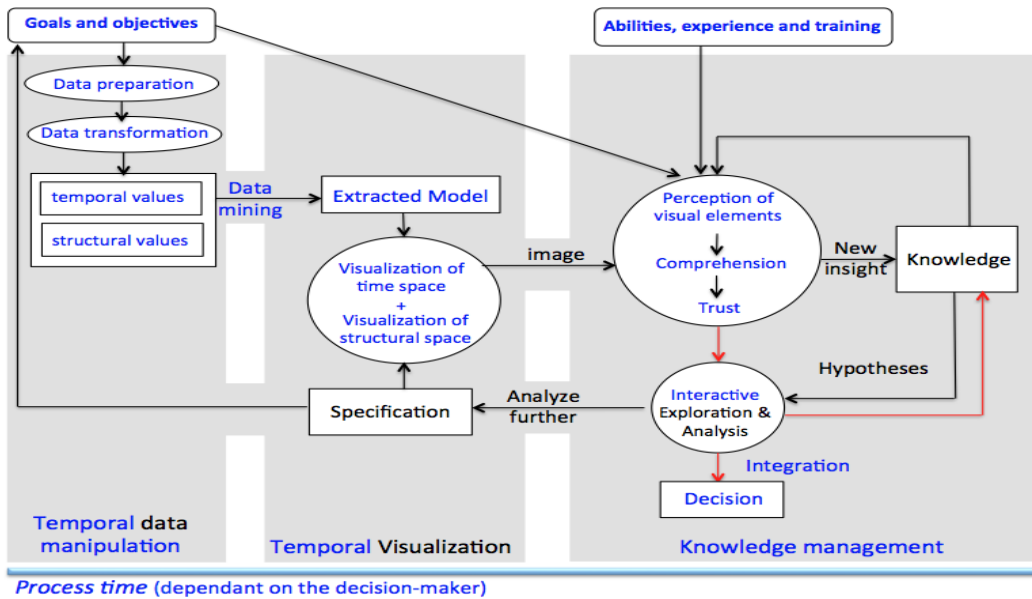 Goals and objectives
Abilities, experience and training
Data preparation
Data transformation
temporal values
structural values
Data
mining
Extracted Model
Visualization of
time space
+
Visualization of
structural space
image
Perception of
visual elements
Comprehension
Trust
New
insight
Knowledge
Hypotheses
Interactive
Exploration &
Analysis
Analyze
further
Specification
Integration
Decision
Temporal data
manipulation
Temporal Visualization
Knowledge management
Process time (dependant on the decision-maker)